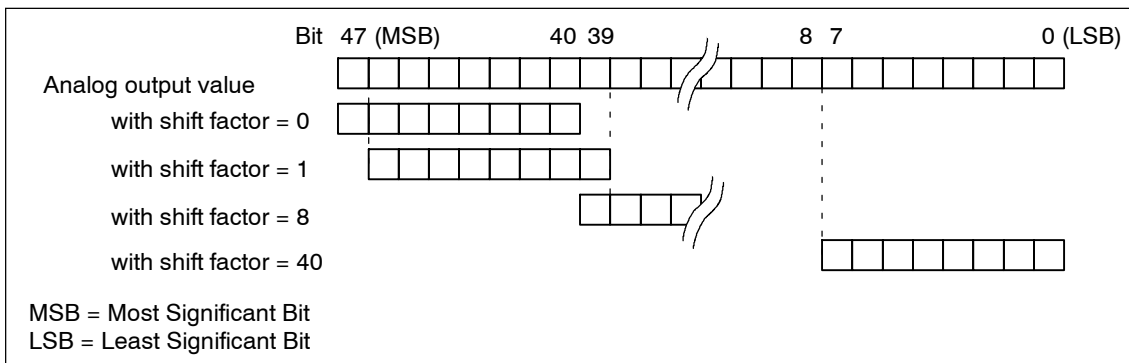 Bit 47 (MSB) 40 39 8 7 0 (LSB)
Analog output value
with shift factor = 0
with shift factor = 1
with shift factor = 8
with shift factor = 40
MSB = Most Significant Bit
LSB = Least Significant Bit